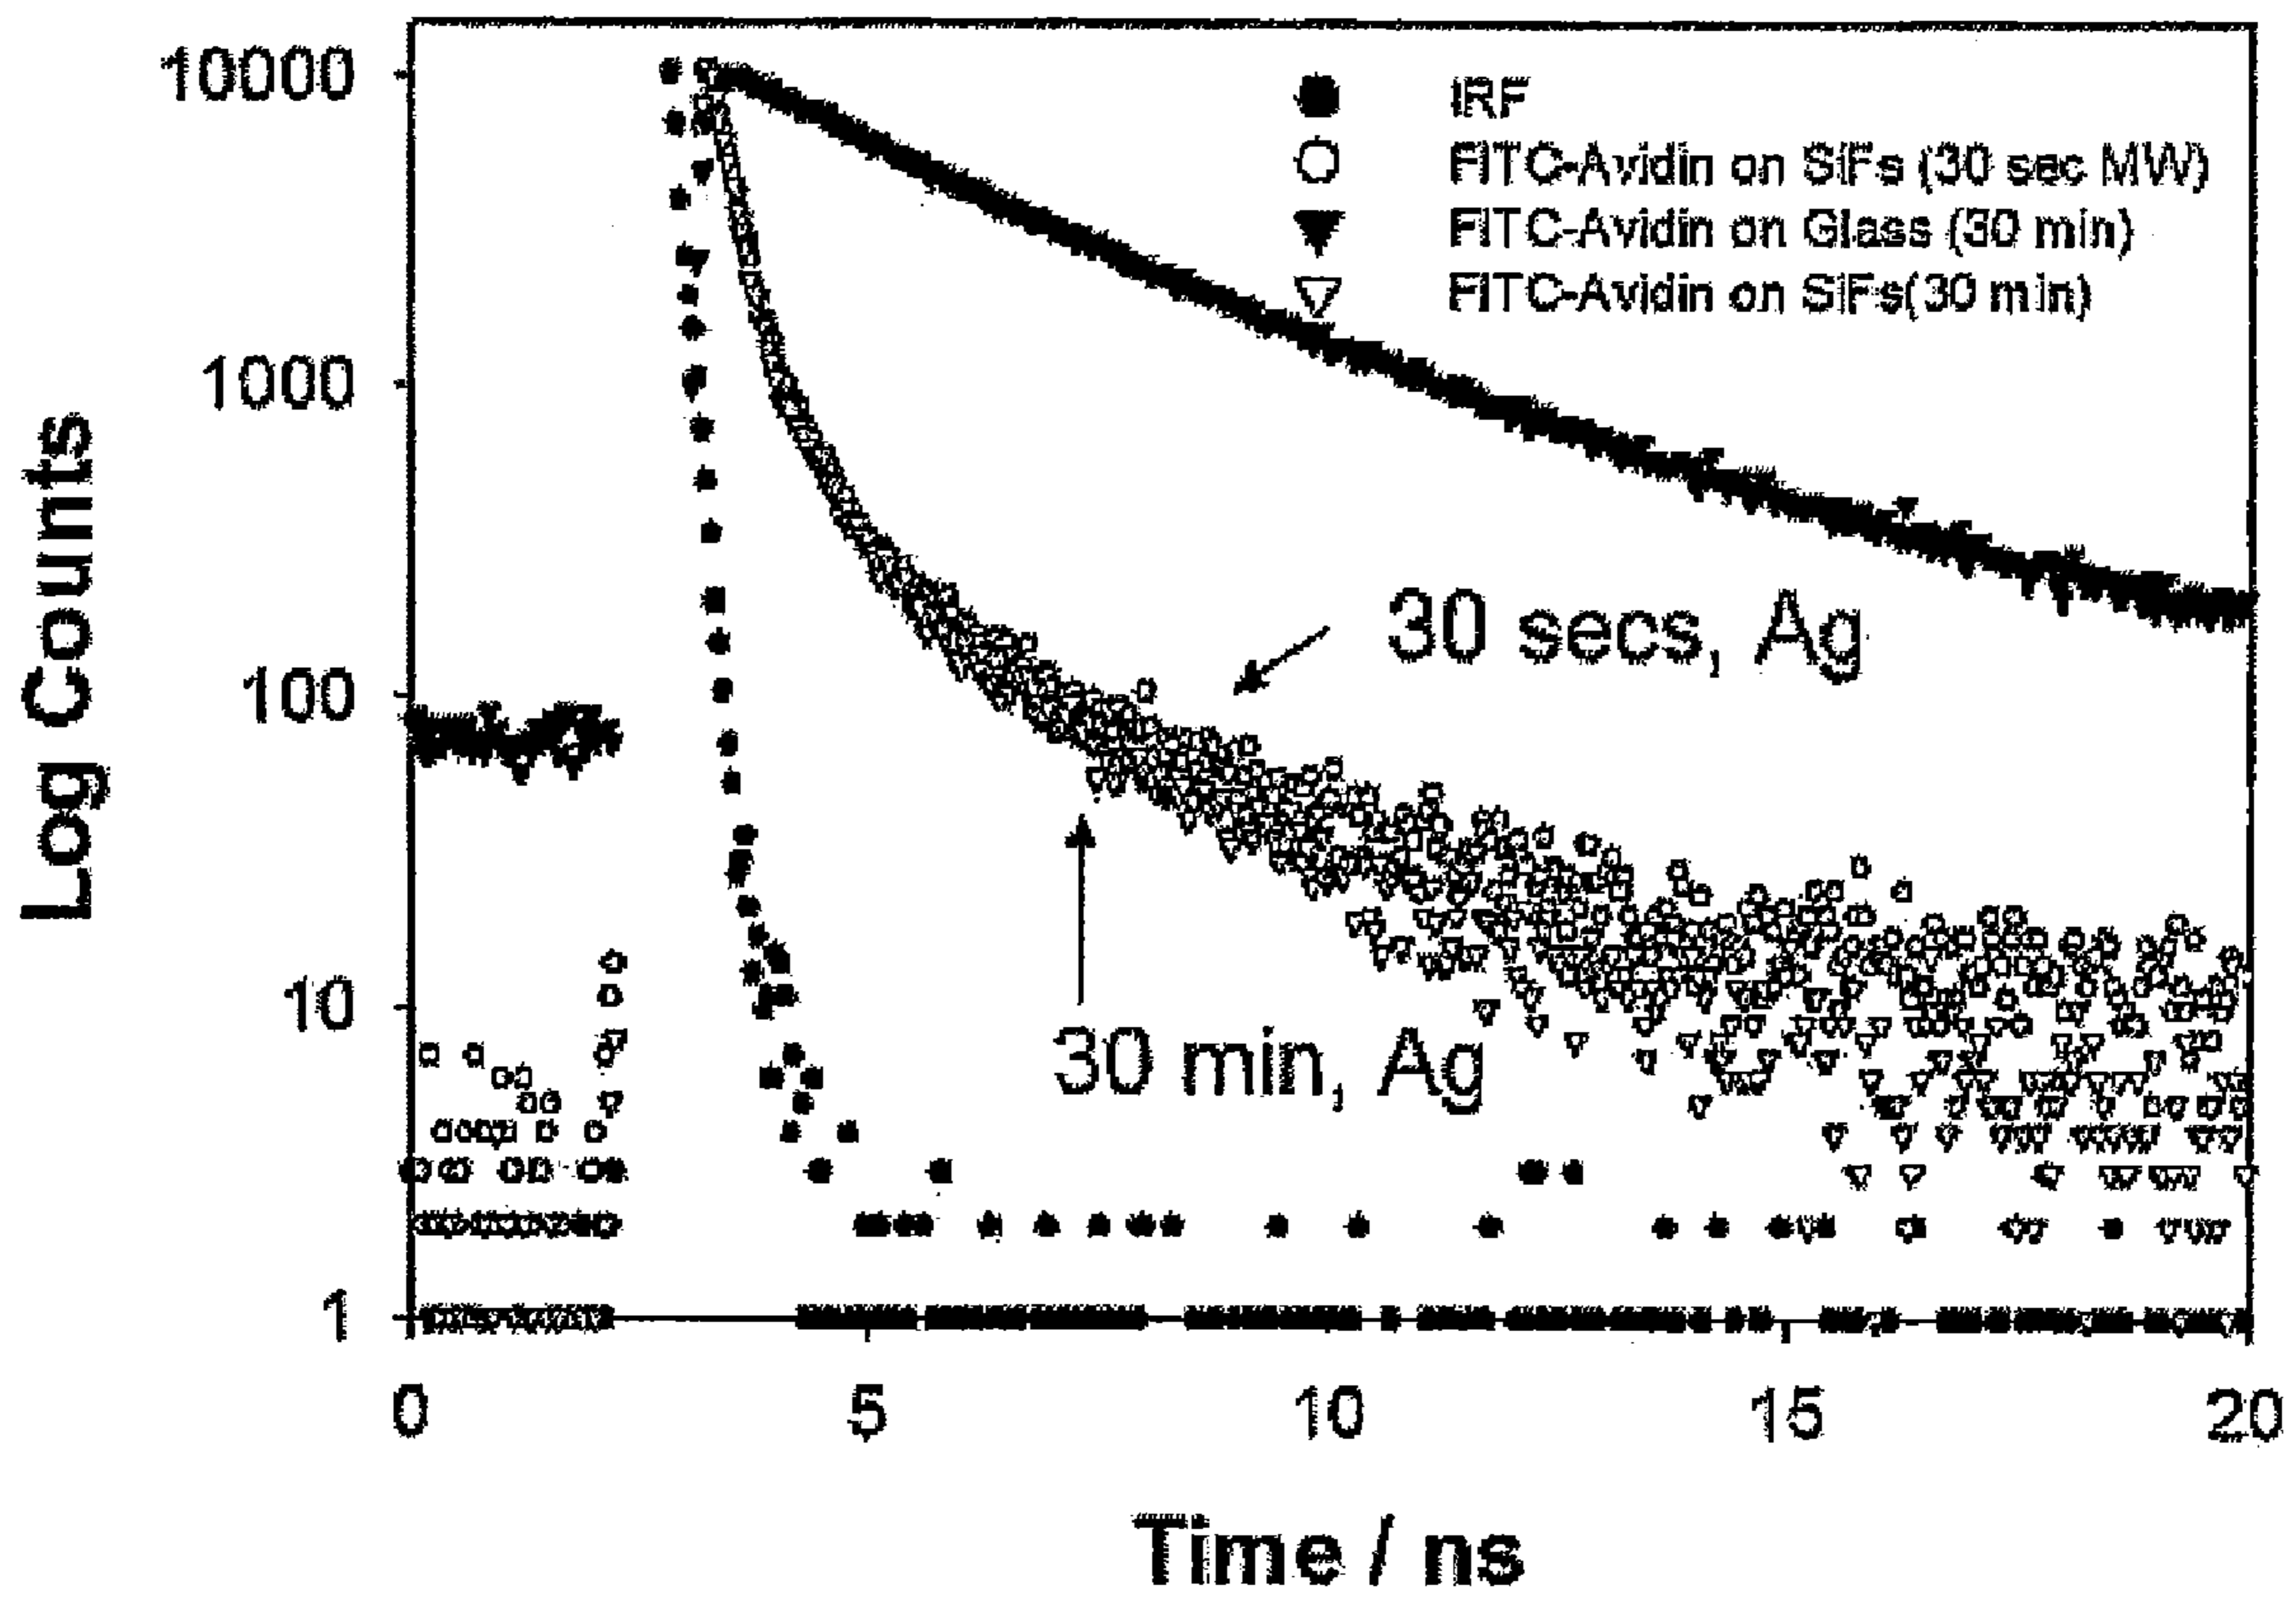 10000
1000
100
10
1
Log Counts
IRF
FITC-Avidin on SiFs (30 sec MW)
FITC-Avidin on Glass (30 min)
FITC-Avidin on SiFs(30 min)
30 secs, Ag
30 min, Ag
0 5 10 15 20
Time / ns